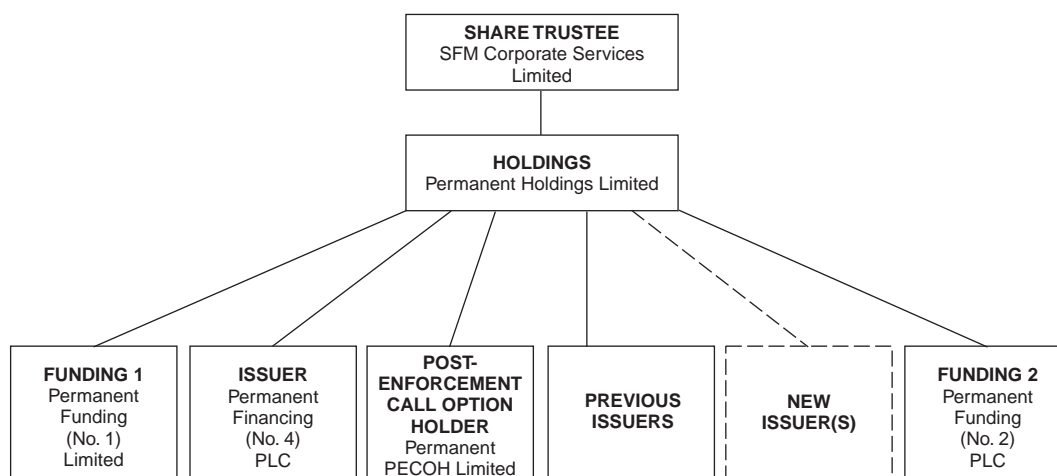 SHARE TRUSTEE
SFM Corporate Services
Limited
HOLDINGS
Permanent Holdings Limited
FUNDING 1
Permanent
Funding
(No. 1)
Limited
ISSUER
Permanent
Financing
(No. 4)
PLC
POST-
ENFORCEMENT
CALL OPTION
HOLDER
Permanent
PECOH Limited
PREVIOUS
ISSUERS
NEW
ISSUER(S)
FUNDING 2
Permanent
Funding
(No. 2)
PLC